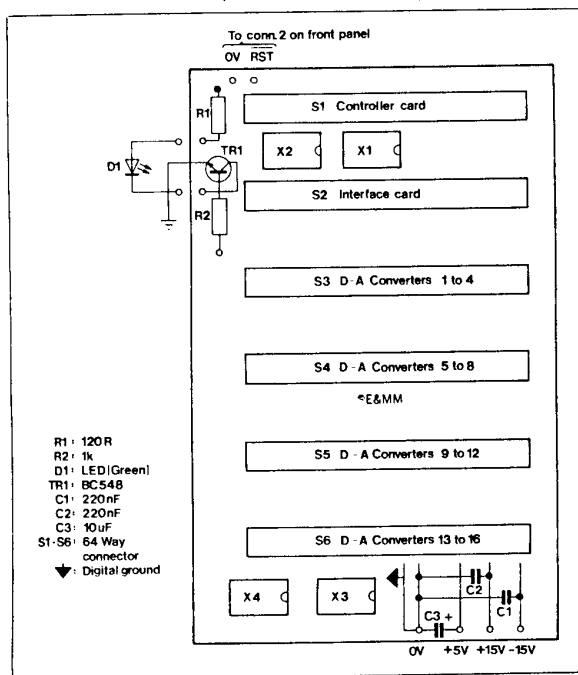 To conn. 2 on front panel
0V RST
R1
S1 Controller card
TR1
X2
X1
D1
S2 Interface card
R2
S3 D-A Converters 1 to 4
S4 D-A Converters 5 to 8
©E&MM
R1: 120R
R2: 1k
D1: LED(Green)
TR1: BC548
C1: 220nF
C2: 220nF
C3: 10uF
S1-S6: 64 Way
connector
: Digital ground
S5 D-A Converters 9 to 12
S6 D-A Converters 13 to 16
X4
X3
C2
C1
C3 +
0V +5V +15V -15V